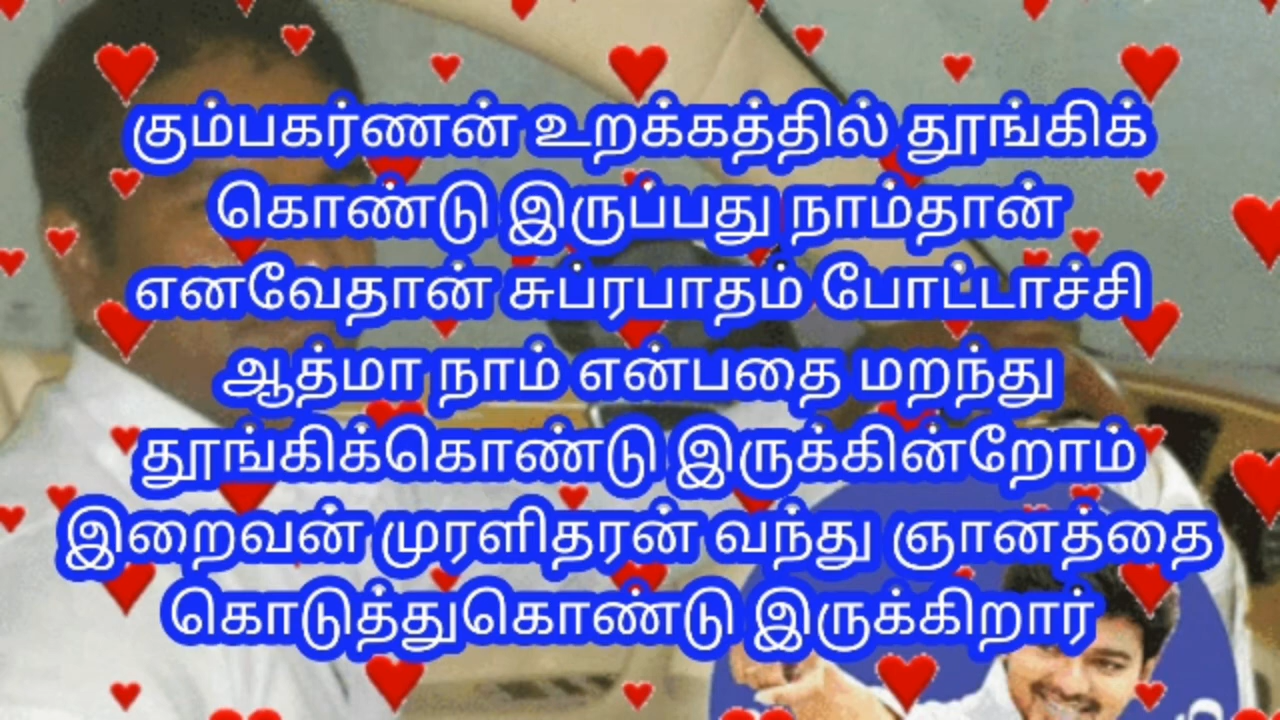 கும்பகர்ணன் உறக்கத்தில் தூங்கிக்
கொண்டு இருப்பது நாம்தான்
எனவேதான் சுப்ரபாதம் போட்டாச்சி
ஆத்மா நாம் என்பதை மறந்து
தூங்கிக்கொண்டு இருக்கின்றோம்
இறைவன் முரளிதரன் வந்து ஞானத்தை
கொடுத்துகொண்டு இருக்கிறார்